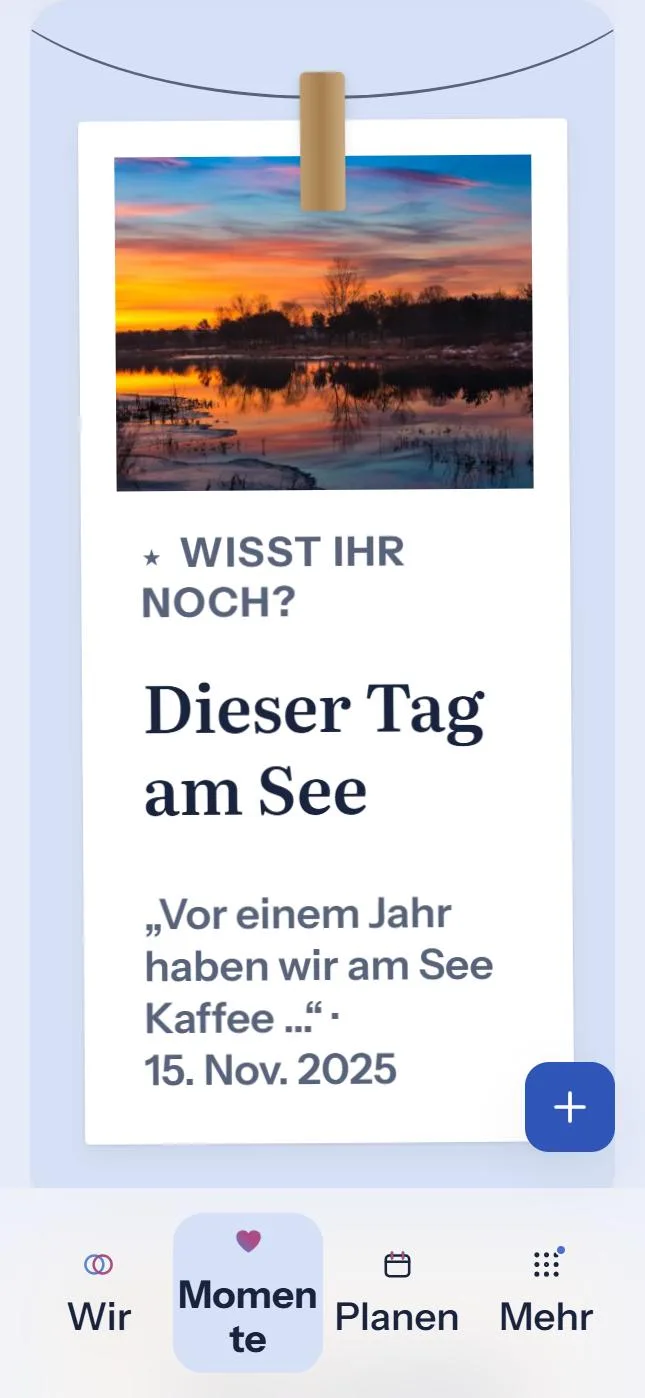 ★ WISST IHR
NOCH?
Dieser Tag
am See
„Vor einem Jahr
haben wir am See
Kaffee ...“ ·
15. Nov. 2025
Wir
Momen
te
Planen
Mehr